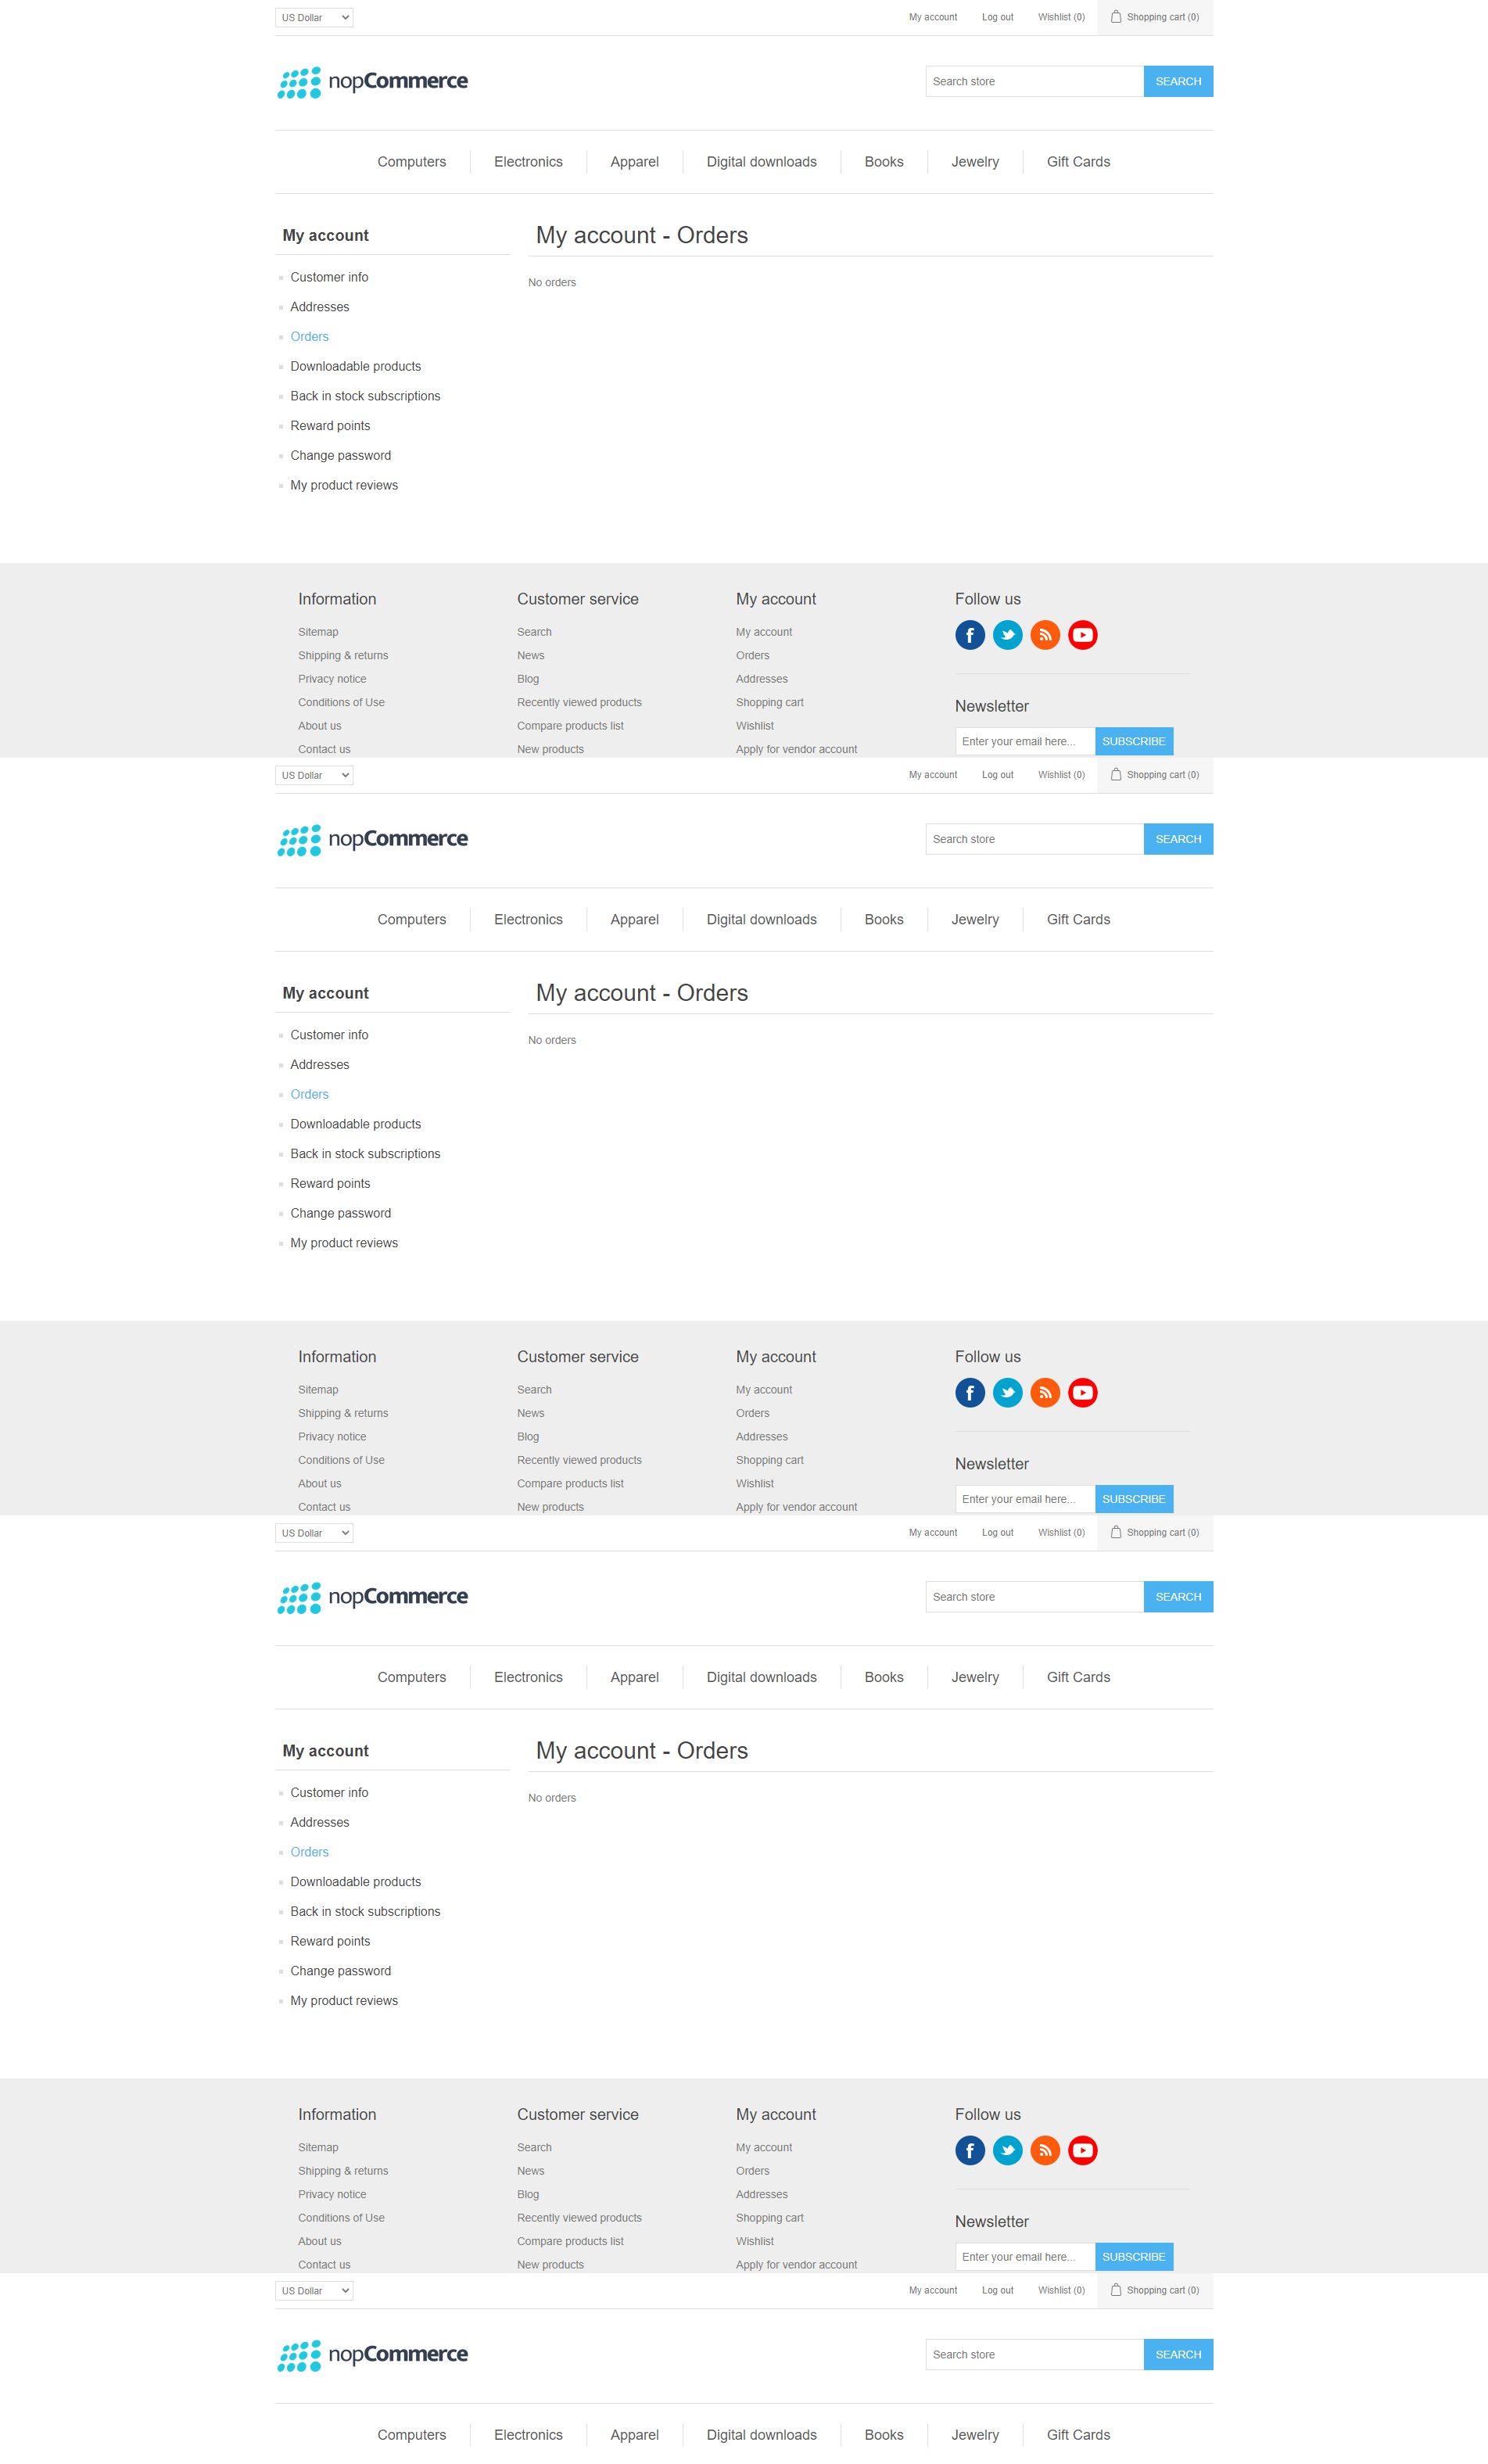 US Dollar My account Log out Wishlist (0) Shopping cart (0)
nopCommerce Search store SEARCH
Computers Electronics Apparel Digital downloads Books Jewelry Gift Cards
My account
Customer info
Addresses
Orders
Downloadable products
Back in stock subscriptions
Reward points
Change password
My product reviews
My account - Orders
No orders
Information
Sitemap
Shipping & returns
Privacy notice
Conditions of Use
About us
Contact us
Customer service
Search
News
Blog
Recently viewed products
Compare products list
New products
My account
My account
Orders
Addresses
Shopping cart
Wishlist
Apply for vendor account
Follow us
Newsletter
Enter your email here... SUBSCRIBE
US Dollar My account Log out Wishlist (0) Shopping cart (0)
nopCommerce Search store SEARCH
Computers Electronics Apparel Digital downloads Books Jewelry Gift Cards
My account
Customer info
Addresses
Orders
Downloadable products
Back in stock subscriptions
Reward points
Change password
My product reviews
My account - Orders
No orders
Information
Sitemap
Shipping & returns
Privacy notice
Conditions of Use
About us
Contact us
Customer service
Search
News
Blog
Recently viewed products
Compare products list
New products
My account
My account
Orders
Addresses
Shopping cart
Wishlist
Apply for vendor account
Follow us
Newsletter
Enter your email here... SUBSCRIBE
US Dollar My account Log out Wishlist (0) Shopping cart (0)
nopCommerce Search store SEARCH
Computers Electronics Apparel Digital downloads Books Jewelry Gift Cards
My account
Customer info
Addresses
Orders
Downloadable products
Back in stock subscriptions
Reward points
Change password
My product reviews
My account - Orders
No orders
Information
Sitemap
Shipping & returns
Privacy notice
Conditions of Use
About us
Contact us
Customer service
Search
News
Blog
Recently viewed products
Compare products list
New products
My account
My account
Orders
Addresses
Shopping cart
Wishlist
Apply for vendor account
Follow us
Newsletter
Enter your email here... SUBSCRIBE
US Dollar My account Log out Wishlist (0) Shopping cart (0)
nopCommerce Search store SEARCH
Computers Electronics Apparel Digital downloads Books Jewelry Gift Cards